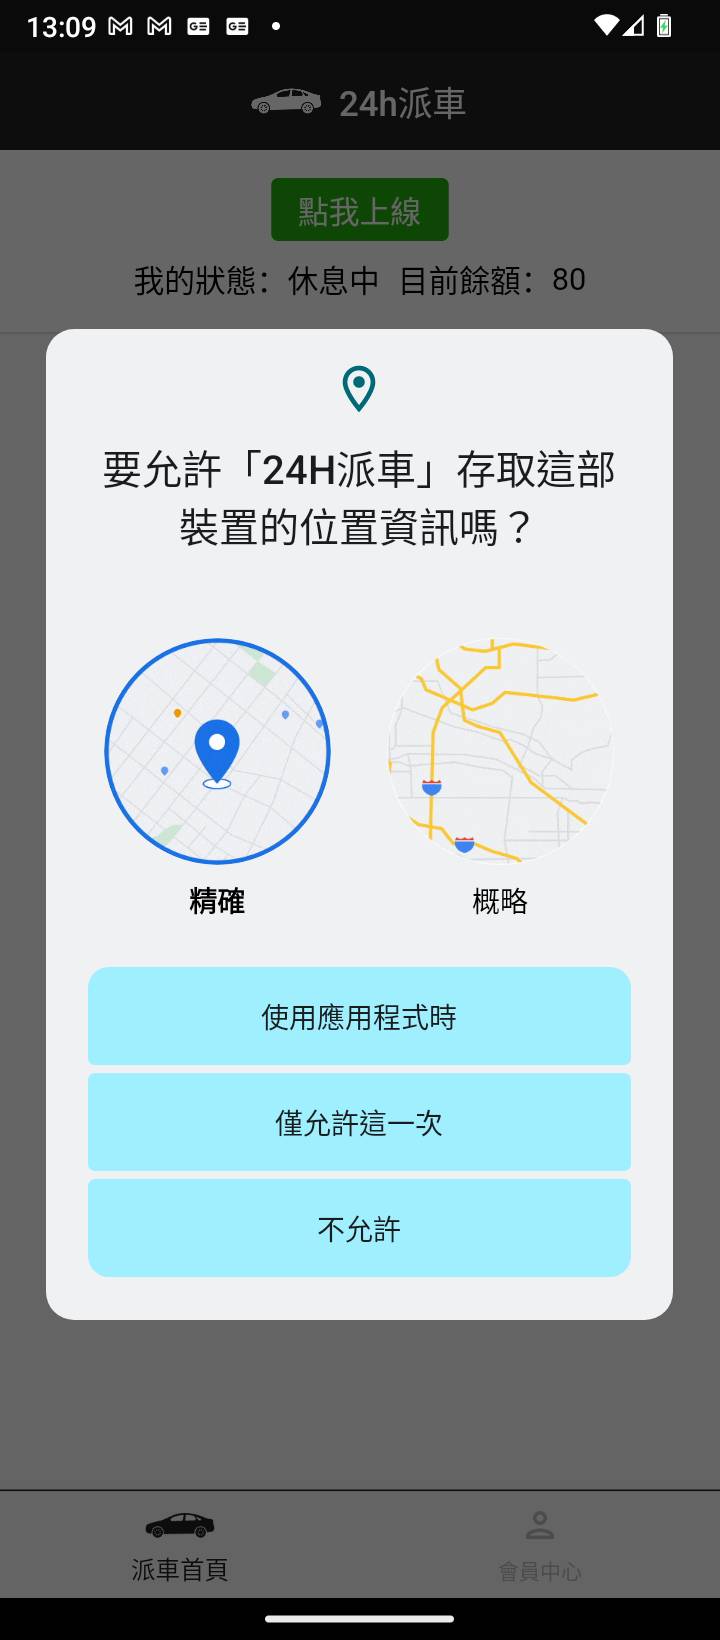 13:09
24h派車
點我上線
我的狀態：休息中 目前餘額：80
要允許「24H派車」存取這部
裝置的位置資訊嗎？
精確
概略
使用應用程式時
僅允許這一次
不允許
派車首頁
會員中心